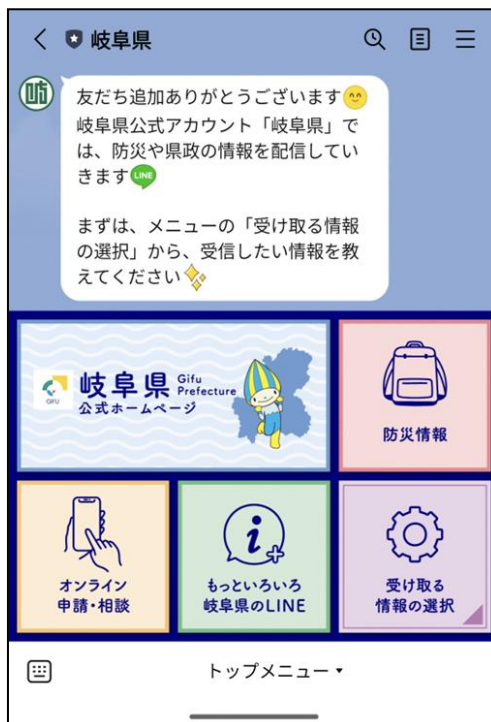 岐阜県
友だち追加ありがとうございます
岐阜県公式アカウント「岐阜県」で
は、防災や県政の情報を配信してい
きます LINE
まずは、メニューの「受け取る情報
の選択」から、受信したい情報を教
えてください
GIFU
岐阜県 Gifu Prefecture
公式ホームページ
防災情報
オンライン
申請・相談
もっといろいろ
岐阜県のLINE
受け取る
情報の選択
トップメニュー